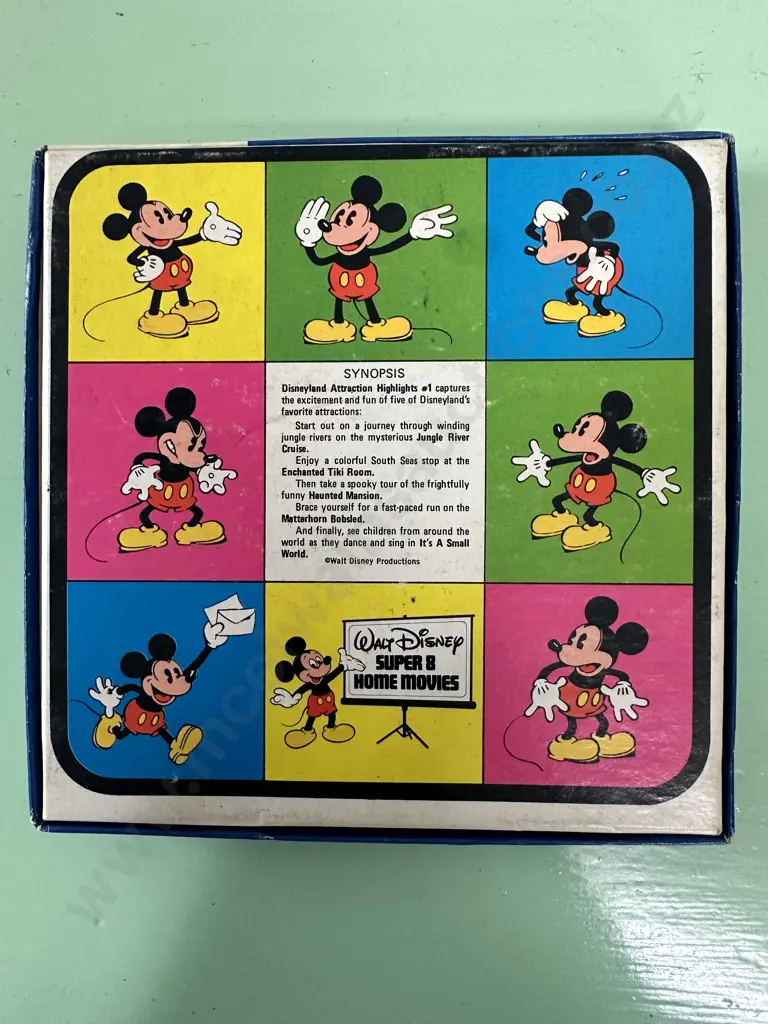 SYNOPSIS
Disneyland Attraction Highlights #1 captures
the excitement and fun of five of Disneyland's
favorite attractions:
Start out on a journey through winding
jungle rivers on the mysterious Jungle River
Cruise.
Enjoy a colorful South Seas stop at the
Enchanted Tiki Room.
Then take a spooky tour of the frightfully
funny Haunted Mansion.
Brace yourself for a fast-paced run on the
Matterhorn Bobsled.
And finally, see children from around the
world as they dance and sing in It's A Small
World.
©Walt Disney Productions
WALT DISNEY
SUPER 8
HOME MOVIES